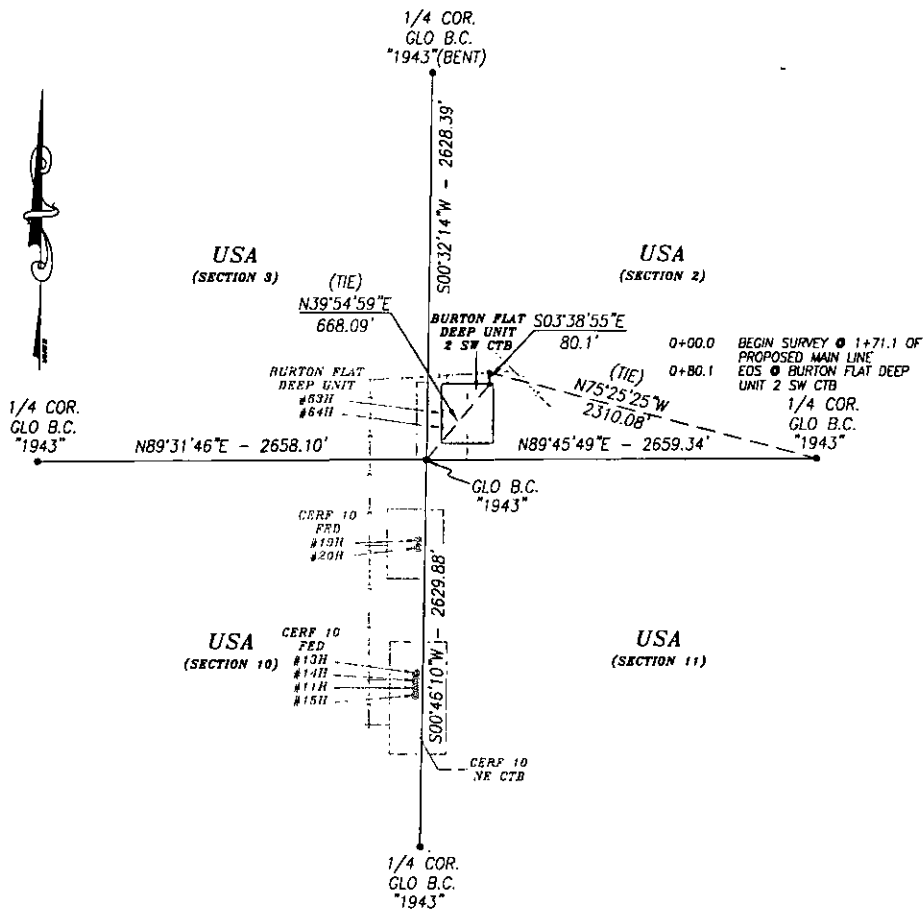 1/4 COR.
GLO B.C.
"1943"(BENT)
S00°32'14"W - 2628.39'
USA
(SECTION 3)
USA
(SECTION 2)
(TIE)
N39°54'59"E
668.09'
BURTON FLAT
DEEP UNIT
2 SW CTB
S03°38'55"E
80.1'
0+00.0 BEGIN SURVEY @ 1+71.1 OF
PROPOSED MAIN LINE
0+80.1 EOS @ BURTON FLAT DEEP
UNIT 2 SW CTB
(TIE)
N75°25'25"W
2310.08'
BURTON FLAT
DEEP UNIT
#53H
#64H
1/4 COR.
GLO B.C.
"1943"
1/4 COR.
GLO B.C.
"1943"
N89°31'46"E - 2658.10'
N89°45'49"E - 2659.34'
GLO B.C.
"1943"
CERF 10
FED
#19H
#20H
S00°46'10"W - 2629.88'
USA
(SECTION 10)
CERF 10
FED
#13H
#14H
#11H
#15H
USA
(SECTION 11)
CERF 10
NE CTB
1/4 COR.
GLO B.C.
"1943"